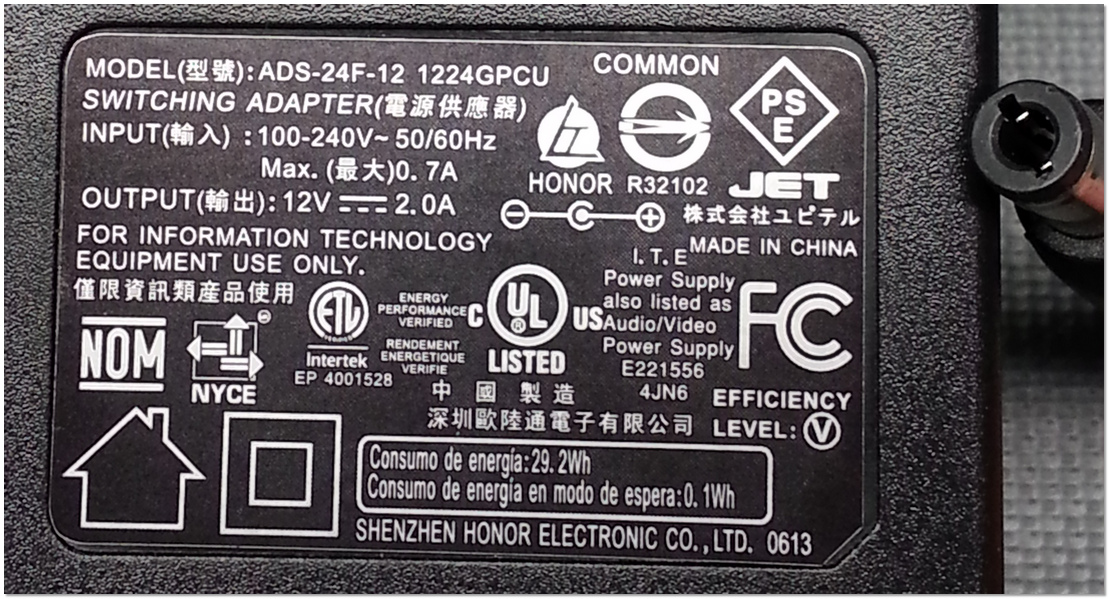 MODEL(型號):ADS-24F-12 1224GPCU
SWITCHING ADAPTER(電源供應器)
INPUT(輸入) :100-240V~ 50/60Hz
Max. (最大)0. 7A
OUTPUT(輸出):12V 2.0A
FOR INFORMATION TECHNOLOGY
EQUIPMENT USE ONLY.
僅限資訊類産品使用
COMMON
HONOR
R32102
PS
E
JET
株式会社ユピテル
MADE IN CHINA
NOM
NYCE
ETL
Intertek
EP 4001528
ENERGY
PERFORMANCE
VERIFIED
RENDEMENT
ENERGETIQUE
VERIFIE
C UL US
®
LISTED
I. T. E
Power Supply
also listed as
Audio/Video
Power Supply
E221556
4JN6
FC
中國製造
深圳歐陸通電子有限公司
EFFICIENCY
LEVEL: V
Consumo de energía:29. 2Wh
Consumo de energía en modo de espera:0. 1Wh
SHENZHEN HONOR ELECTRONIC CO., LTD. 0613